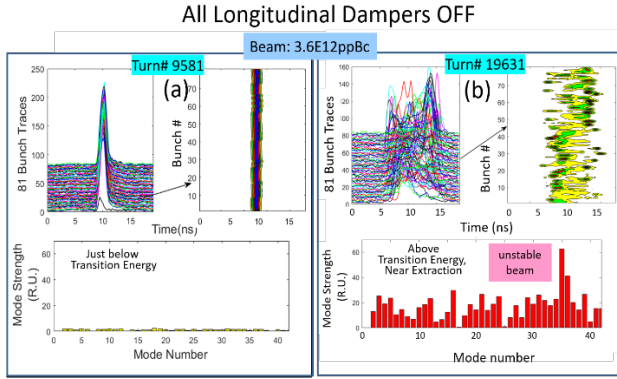 All Longitudinal Dampers OFF
Beam: 3.6E12ppBc
Turn# 9581
(a)
250
200
150
100
50
0
81 Bunch Traces
0
5
10
15
70
60
50
40
30
20
10
Bunch #
0
5
10
15
Time(ns)
Just below
Transition Energy
60
40
20
0
Mode Strength
(R.U.)
0
10
20
30
40
Mode Number
Turn# 19631
(b)
160
140
120
100
80
60
40
20
0
81 Bunch Traces
0
5
10
15
70
60
50
40
30
20
10
Bunch #
0
5
10
15
Time (ns)
Above
Transition Energy,
Near Extraction
unstable
beam
60
40
20
0
Mode Strength
(R.U.)
0
10
20
30
40
Mode number